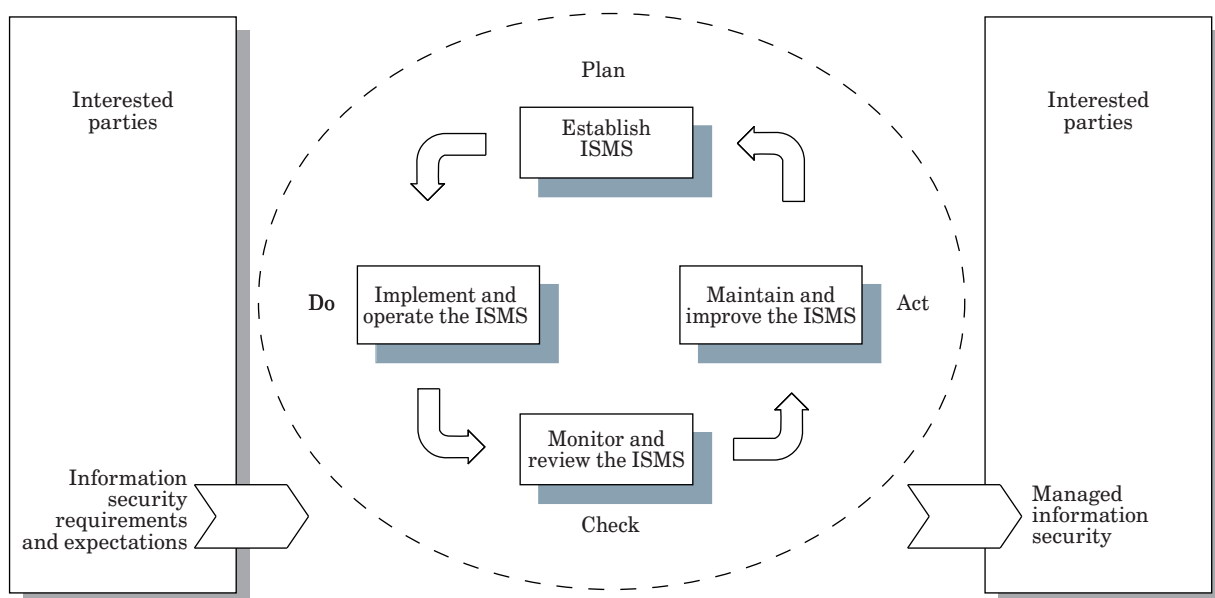 Interested
parties
Information
security
requirements
and expectations
Plan
Establish
ISMS
Do
Implement and
operate the ISMS
Maintain and
improve the ISMS
Act
Monitor and
review the ISMS
Check
Interested
parties
Managed
information
security